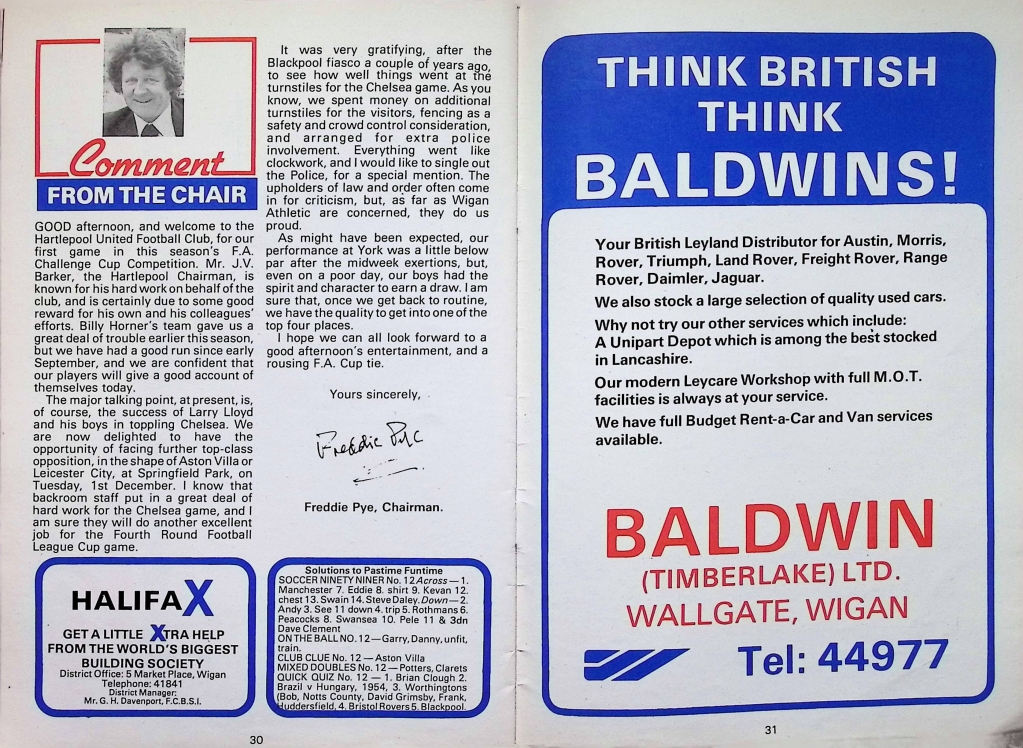 Comment
FROM THE CHAIR
GOOD afternoon, and welcome to the
Hartlepool United Football Club, for our
first game in this season's F.A.
Challenge Cup Competition. Mr. J.V.
Barker, the Hartlepool Chairman, is
known for his hard work on behalf of the
club, and is certainly due to some good
reward for his own and his colleagues'
efforts. Billy Horner's team gave us a
great deal of trouble earlier this season,
but we have had a good run since early
September, and we are confident that
our players will give a good account of
themselves today.
The major talking point, at present, is,
of course, the success of Larry Lloyd
and his boys in toppling Chelsea. We
are now delighted to have the
opportunity of facing further top-class
opposition, in the shape of Aston Villa or
Leicester City, at Springfield Park, on
Tuesday, 1st December. I know that
backroom staff put in a great deal of
hard work for the Chelsea game, and I
am sure they will do another excellent
job for the Fourth Round Football
League Cup game.
It was very gratifying, after the
Blackpool fiasco a couple of years ago,
to see how well things went at the
turnstiles for the Chelsea game. As you
know, we spent money on additional
turnstiles for the visitors, fencing as a
safety and crowd control consideration,
and arranged for extra police
involvement. Everything went like
clockwork, and I would like to single out
the Police, for a special mention. The
upholders of law and order often come
in for criticism, but, as far as Wigan
Athletic are concerned, they do us
proud.
As might have been expected, our
performance at York was a little below
par after the midweek exertions, but,
even on a poor day, our boys had the
spirit and character to earn a draw. I am
sure that, once we get back to routine,
we have the quality to get into one of the
top four places.
I hope we can all look forward to a
good afternoon's entertainment, and a
rousing F.A. Cup tie.
Yours sincerely,
Freddie Pye
Freddie Pye, Chairman.
HALIFAX
GET A LITTLE XTRA HELP
FROM THE WORLD'S BIGGEST
BUILDING SOCIETY
District Office: 5 Market Place, Wigan
Telephone: 41841
District Manager:
Mr. G. H. Davenport, F.C.B.S.I.
Solutions to Pastime Funtime
SOCCER NINETY NINER No. 12 Across — 1.
Manchester 7. Eddie 8. shirt 9. Kevan 12.
chest 13. Swain 14. Steve Daley. Down — 2.
Andy 3. See 11 down 4. trip 5. Rothmans 6.
Peacocks 8. Swansea 10. Pele 11 & 3dn
Dave Clement
ON THE BALL NO. 12 — Garry, Danny, unfit,
train.
CLUB CLUE No. 12 — Aston Villa
MIXED DOUBLES No. 12 — Potters, Clarets
QUICK QUIZ No. 12 — 1. Brian Clough 2.
Brazil v Hungary, 1954, 3. Worthingtons
(Bob, Notts County, David Grimsby, Frank,
Huddersfield, 4. Bristol Rovers 5. Blackpool.
30
THINK BRITISH
THINK
BALDWINS!
Your British Leyland Distributor for Austin, Morris,
Rover, Triumph, Land Rover, Freight Rover, Range
Rover, Daimler, Jaguar.
We also stock a large selection of quality used cars.
Why not try our other services which include:
A Unipart Depot which is among the best stocked
in Lancashire.
Our modern Leycare Workshop with full M.O.T.
facilities is always at your service.
We have full Budget Rent-a-Car and Van services
available.
BALDWIN
(TIMBERLAKE) LTD.
WALLGATE, WIGAN
Tel: 44977
31